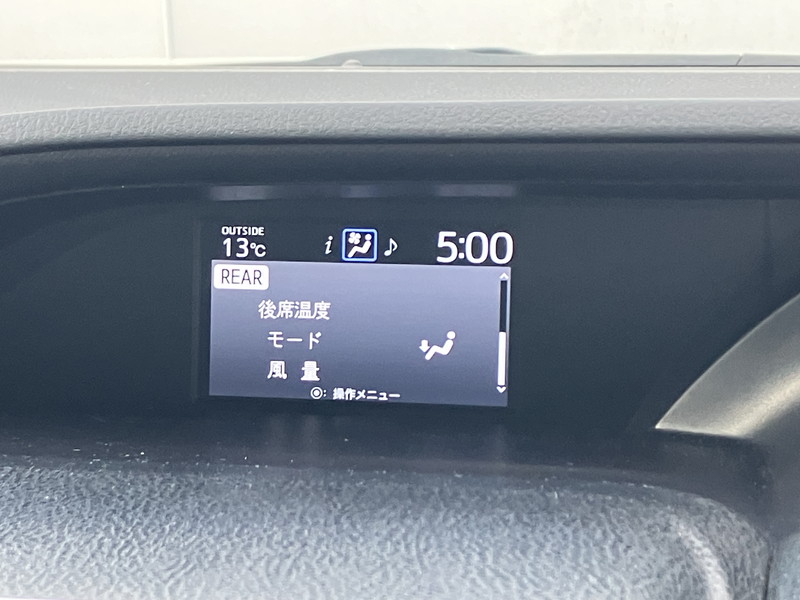 OUTSIDE
13℃ i ♪ 5:00
REAR
後席温度
モード
風 量
◉: 操作メニュー